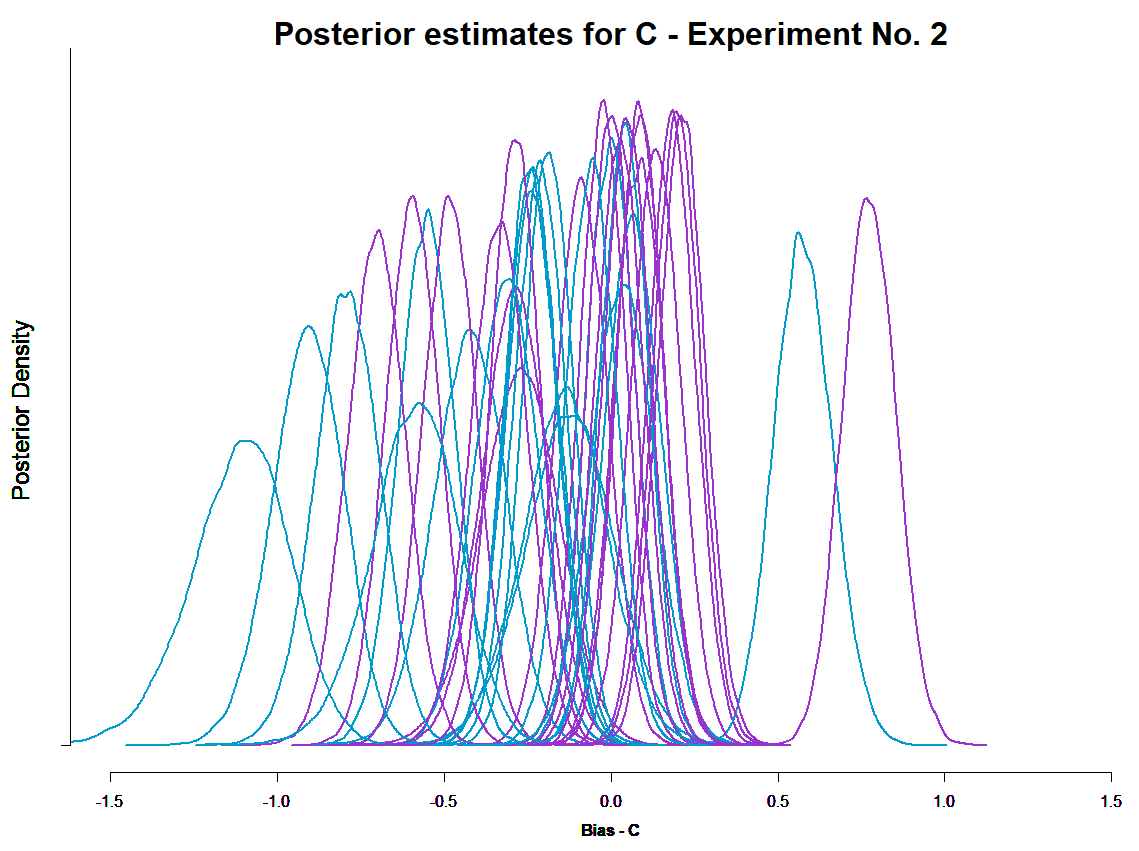 Posterior estimates for C - Experiment No. 2
Posterior Density
-1.5 -1.0 -0.5 0.0 0.5 1.0 1.5
Bias - C